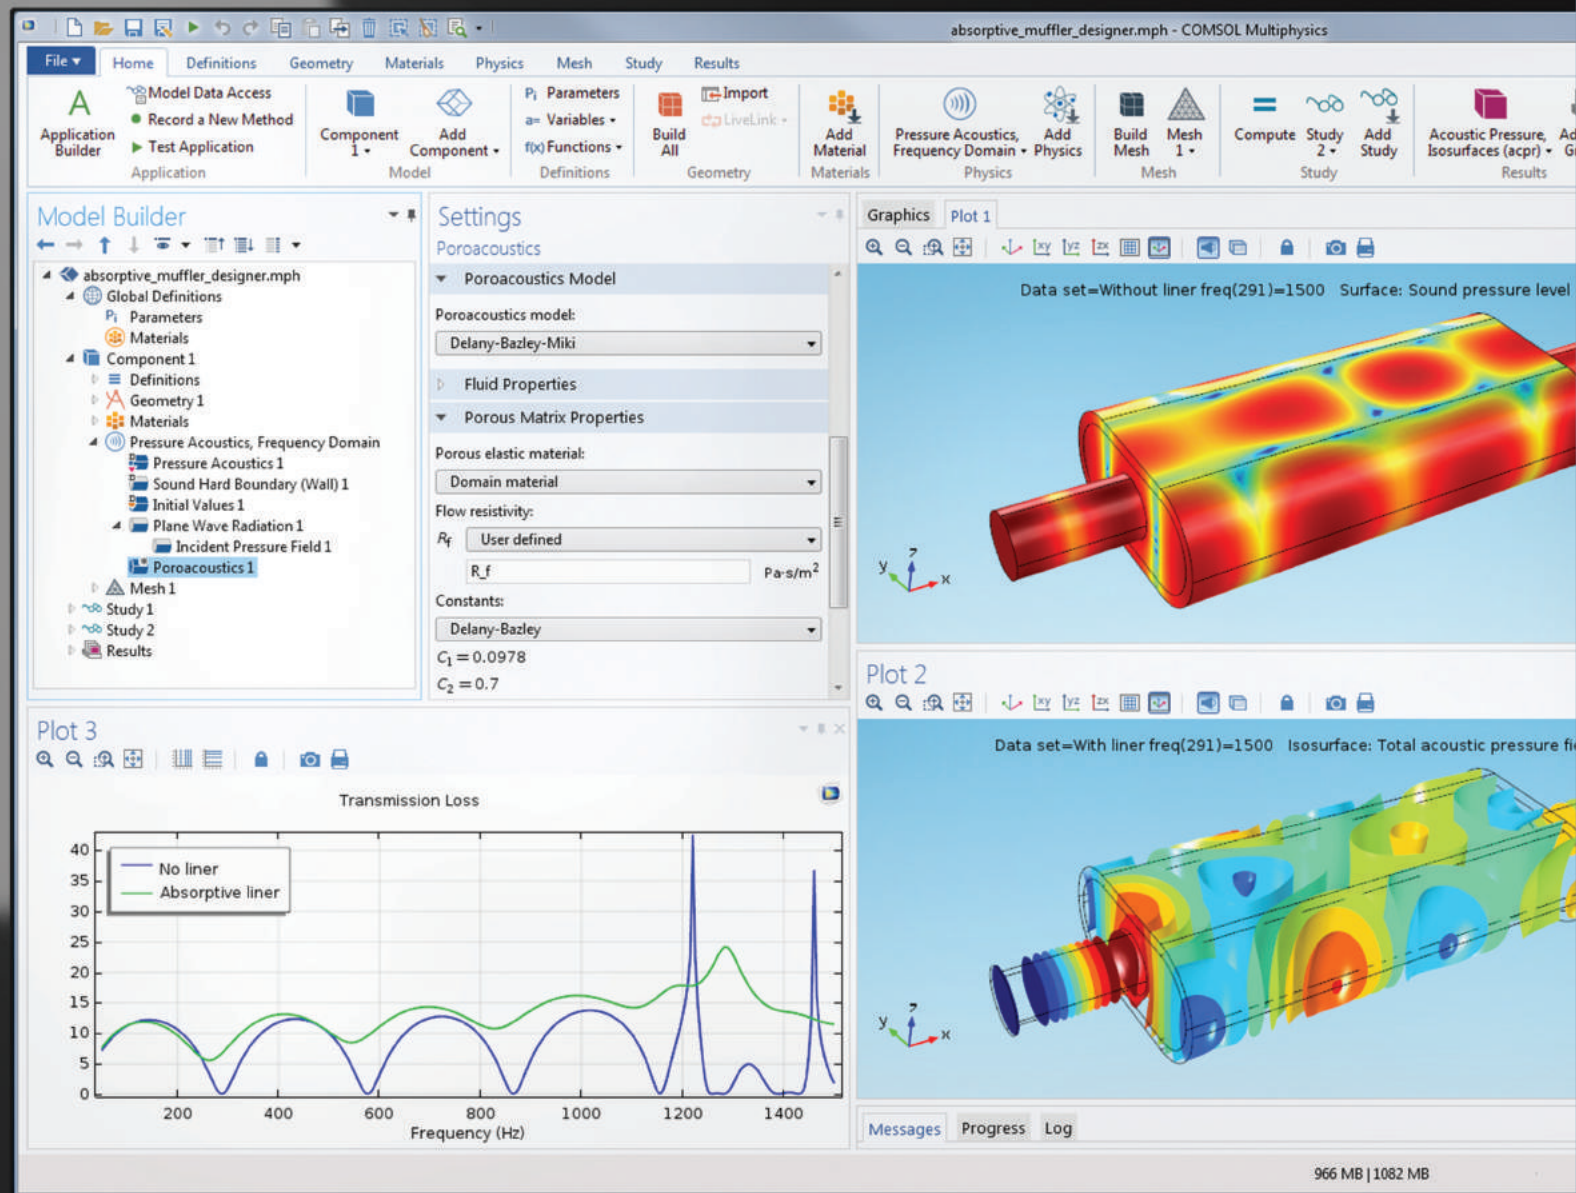 absorptive_muffler_designer.mph - COMSOL Multiphysics
File Home Definitions Geometry Materials Physics Mesh Study Results
Application Builder
Model Data Access
Record a New Method
Test Application
Application
Component 1
Add Component
Model
Pi Parameters
a= Variables
f(x) Functions
Definitions
Build All
Import
LiveLink
Geometry
Add Material
Materials
Pressure Acoustics, Frequency Domain
Add Physics
Physics
Build Mesh
Mesh 1
Mesh
Compute
Study 2
Add Study
Study
Acoustic Pressure, Isosurfaces (acpr)
Results
Model Builder
absorptive_muffler_designer.mph
Global Definitions
Pi Parameters
Materials
Component 1
Definitions
Geometry 1
Materials
Pressure Acoustics, Frequency Domain
Pressure Acoustics 1
Sound Hard Boundary (Wall) 1
Initial Values 1
Plane Wave Radiation 1
Incident Pressure Field 1
Poroacoustics 1
Mesh 1
Study 1
Study 2
Results
Settings
Poroacoustics
Poroacoustics Model
Poroacoustics model:
Delany-Bazley-Miki
Fluid Properties
Porous Matrix Properties
Porous elastic material:
Domain material
Flow resistivity:
Rf User defined
R_f Pa·s/m²
Constants:
Delany-Bazley
C₁ = 0.0978
C₂ = 0.7
Graphics Plot 1
xy yz zx
Data set=Without liner freq(291)=1500 Surface: Sound pressure level
y z x
Plot 2
xy yz zx
Data set=With liner freq(291)=1500 Isosurface: Total acoustic pressure
y z x
Plot 3
Transmission Loss
No liner
Absorptive liner
40
35
30
25
20
15
10
5
0
200 400 600 800 1000 1200 1400
Frequency (Hz)
Messages Progress Log
966 MB | 1082 MB